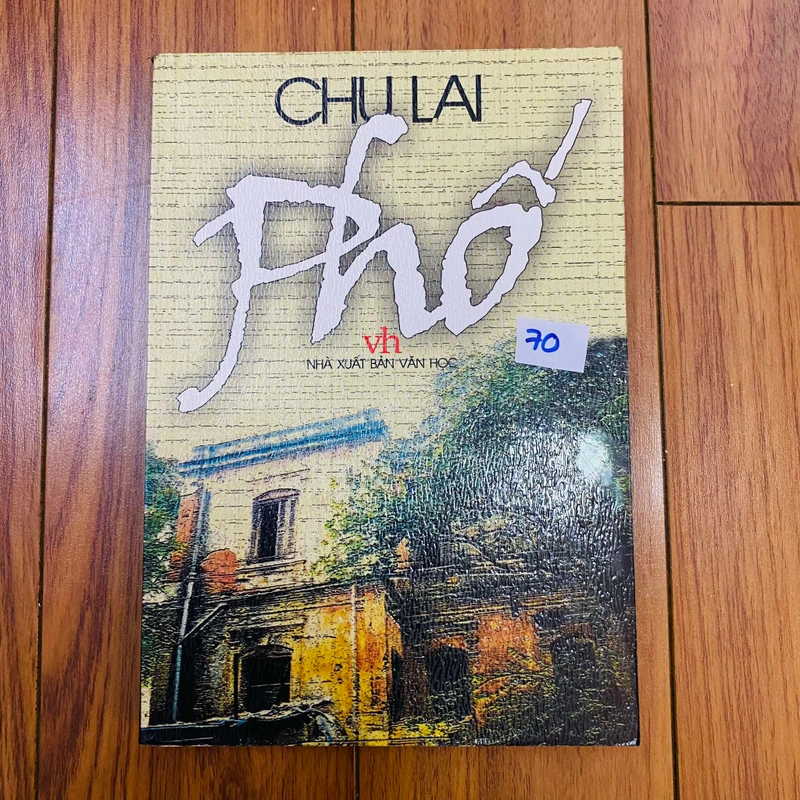 CHU LAI
Phố
vh
NHÀ XUẤT BẢN VĂN HỌC
70